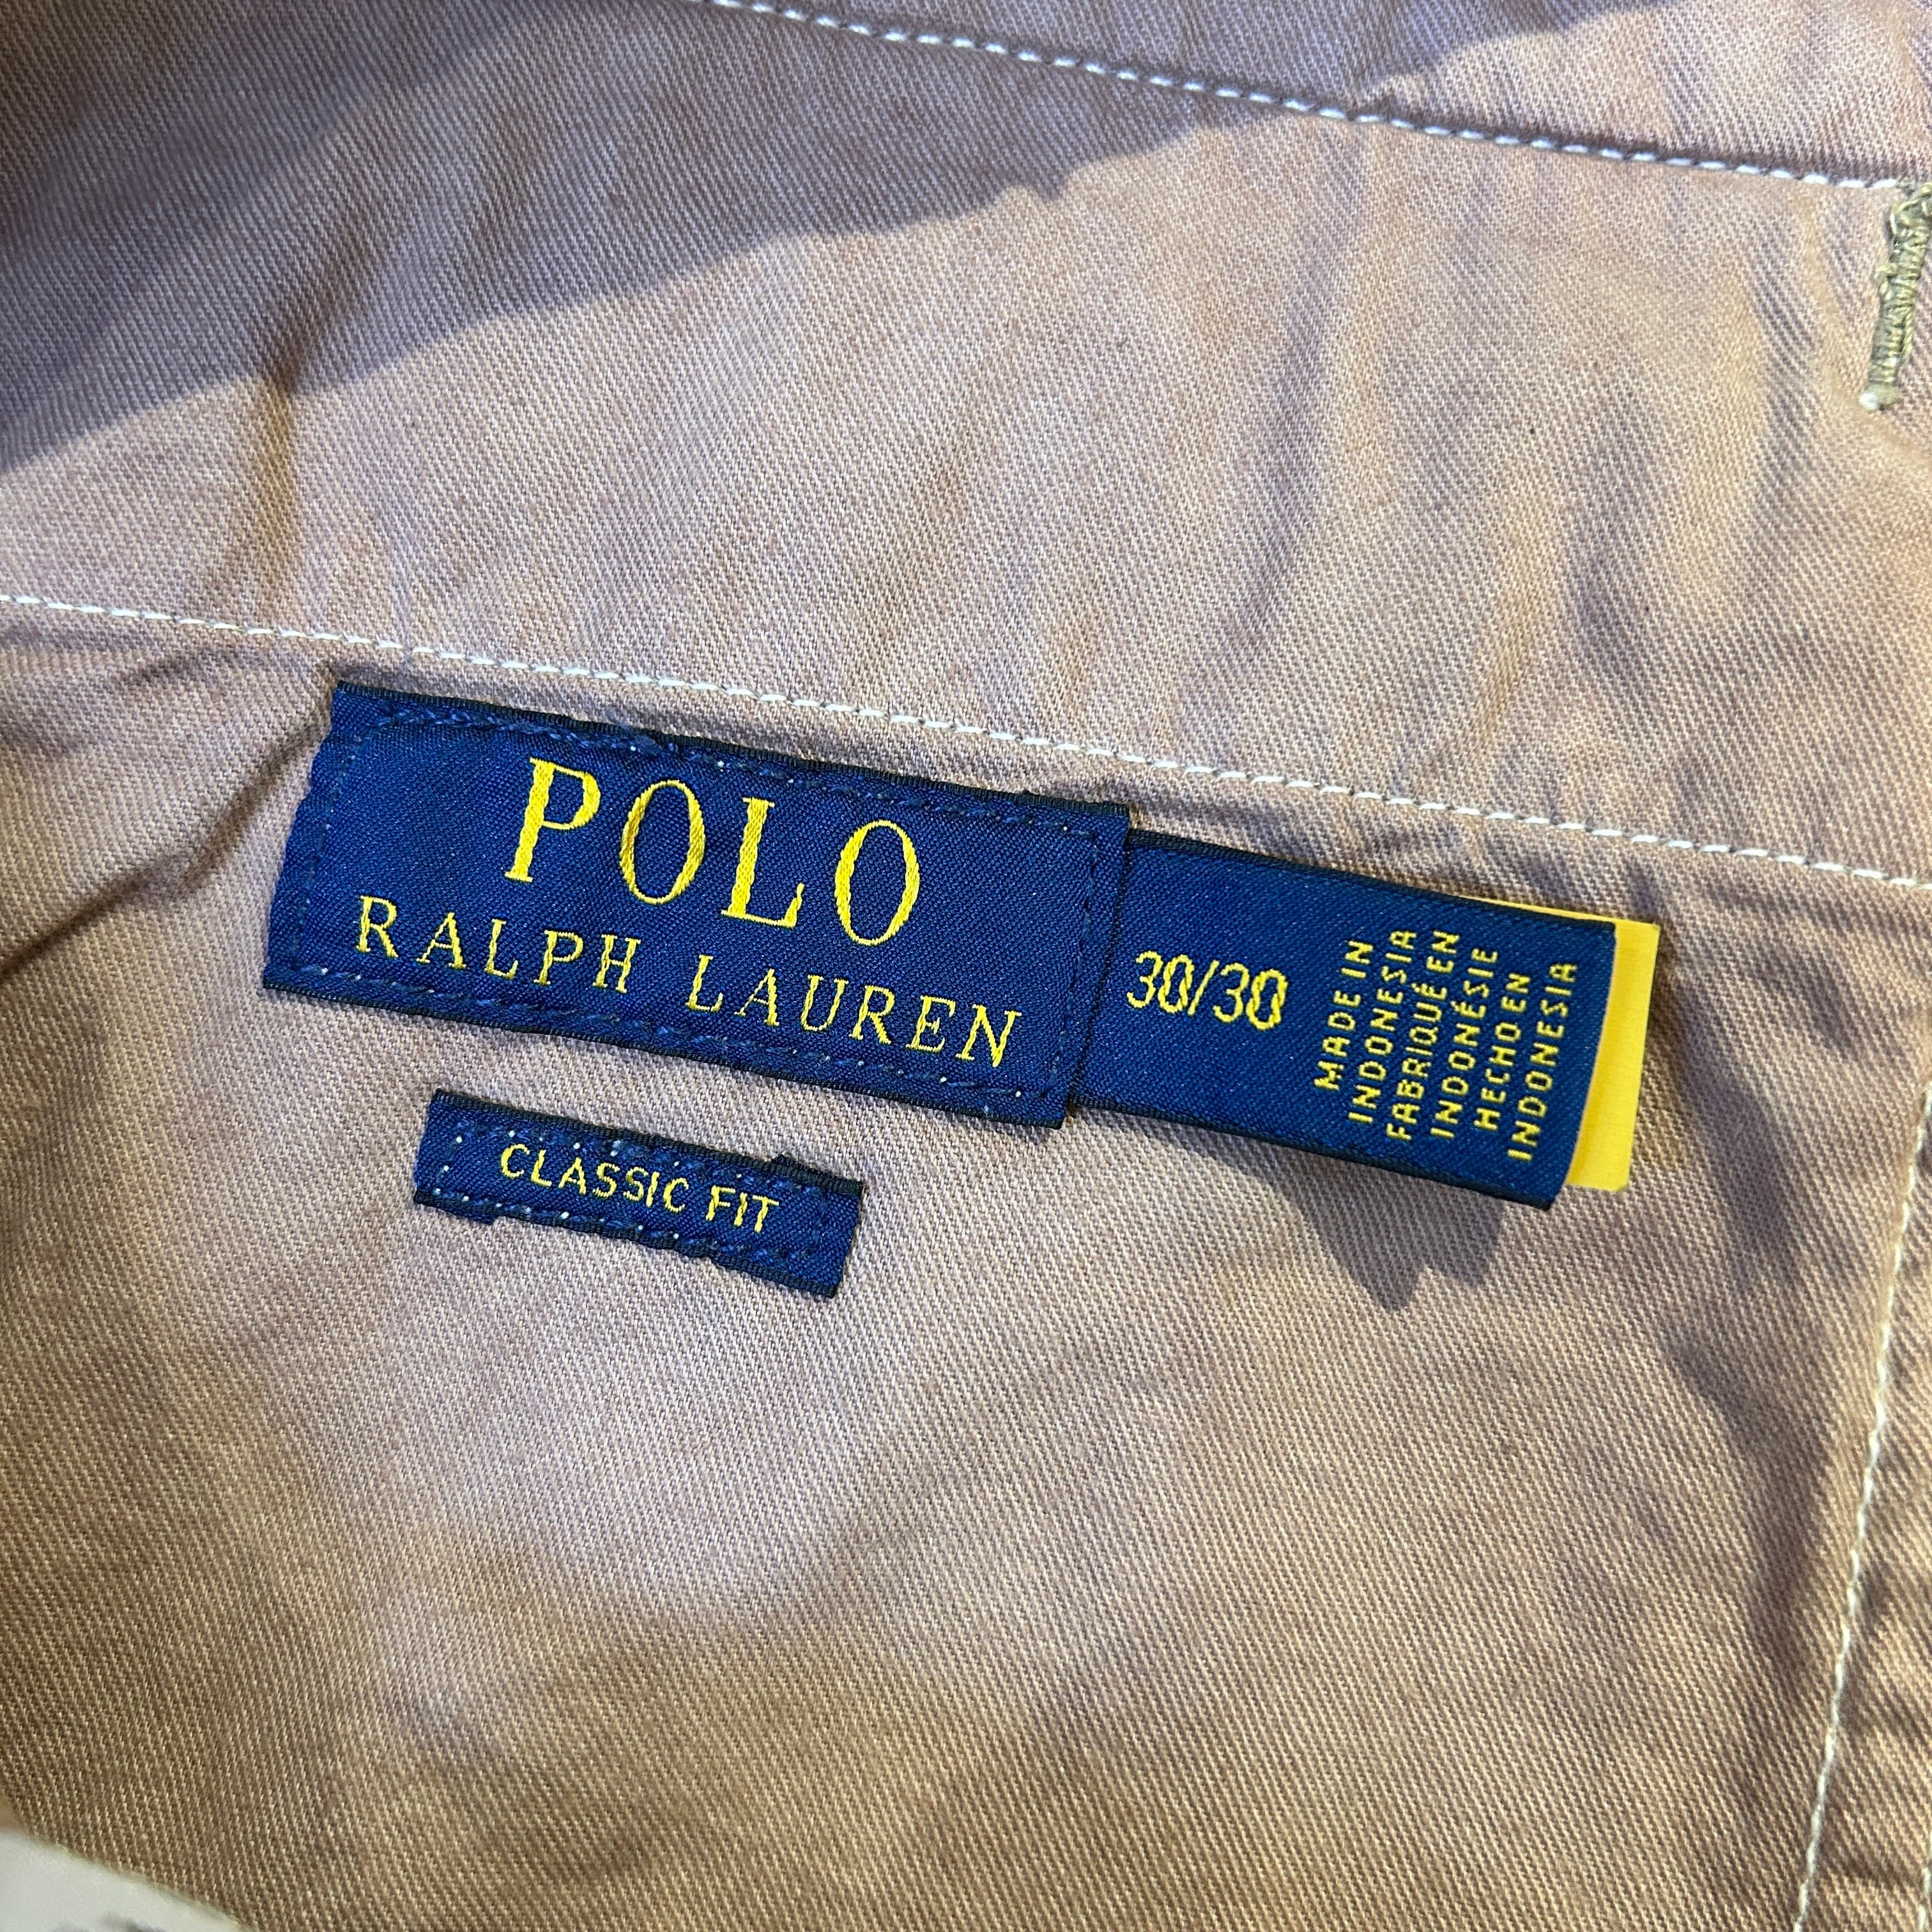 POLO
RALPH LAUREN
30/30
MADE IN
INDONESIA
FABRIQUÉ EN
INDONÉSIE
HECHO EN
INDONESIA
CLASSIC FIT